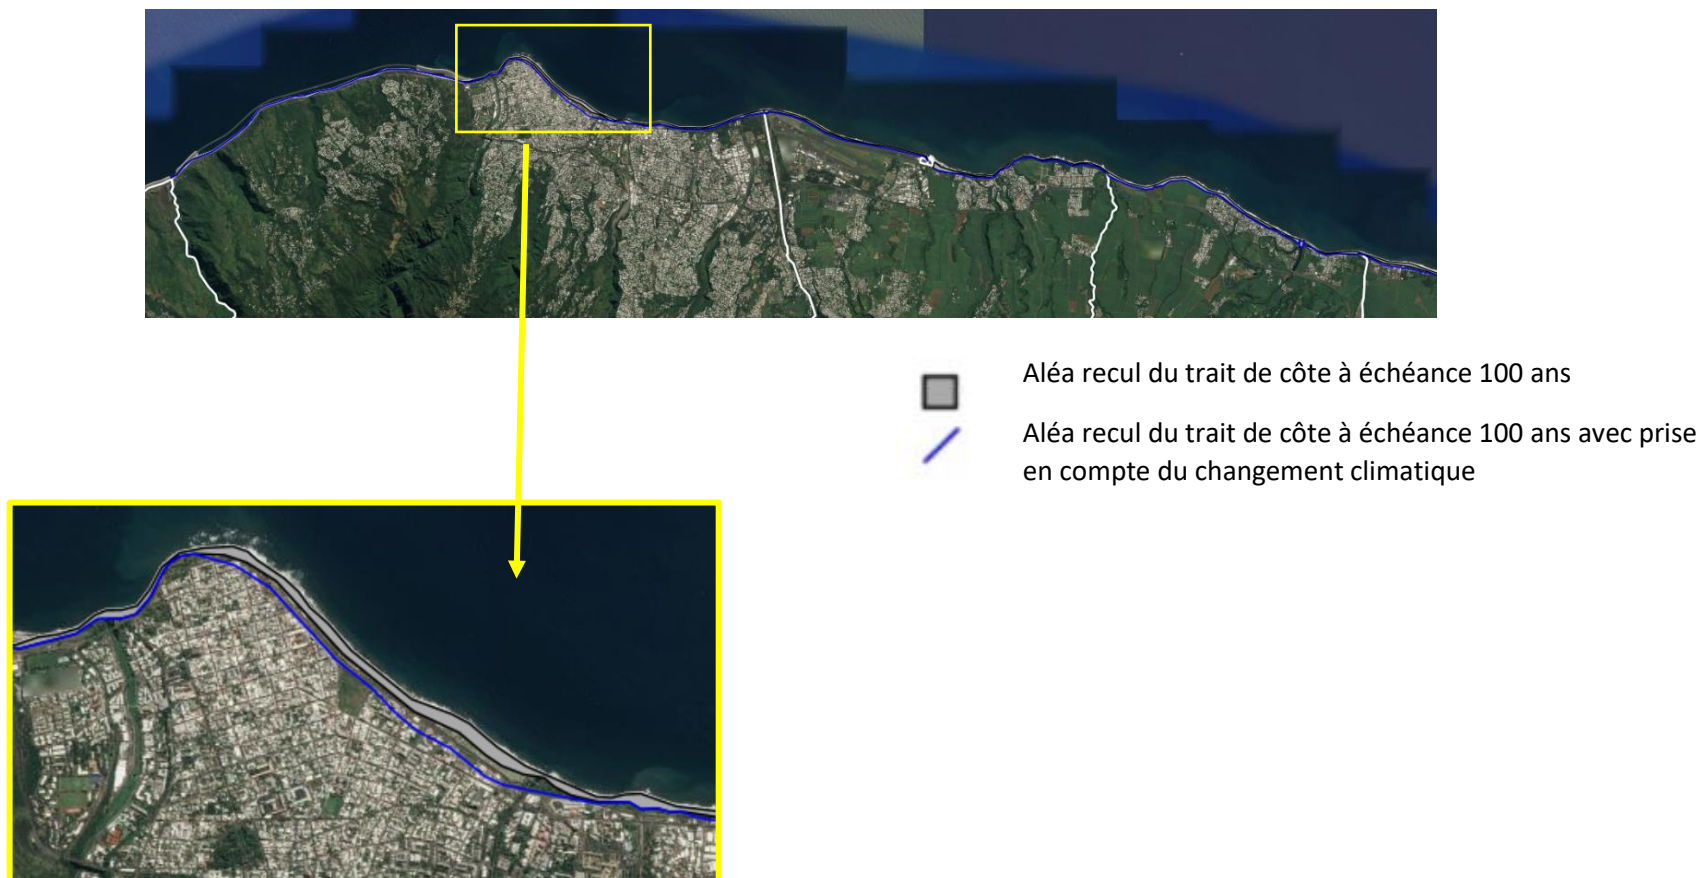 Aléa recul du trait de côte à échéance 100 ans
Aléa recul du trait de côte à échéance 100 ans avec prise
en compte du changement climatique